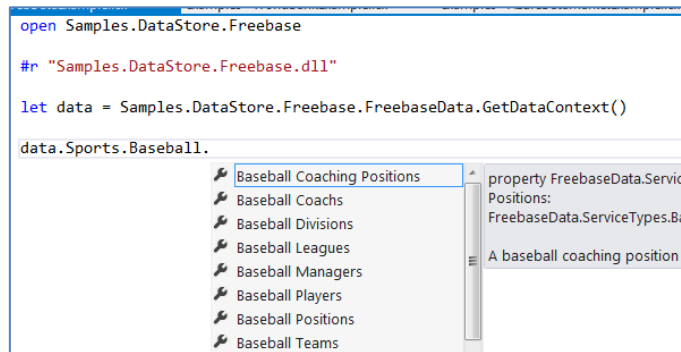 open Samples.DataStore.Freebase
#r "Samples.DataStore.Freebase.dll"
let data = Samples.DataStore.Freebase.FreebaseData.GetDataContext()
data.Sports.Baseball.
Baseball Coaching Positions
Baseball Coachs
Baseball Divisions
Baseball Leagues
Baseball Managers
Baseball Players
Baseball Positions
Baseball Teams
property FreebaseData.Servic
Positions:
FreebaseData.ServiceTypes.Ba
A baseball coaching position